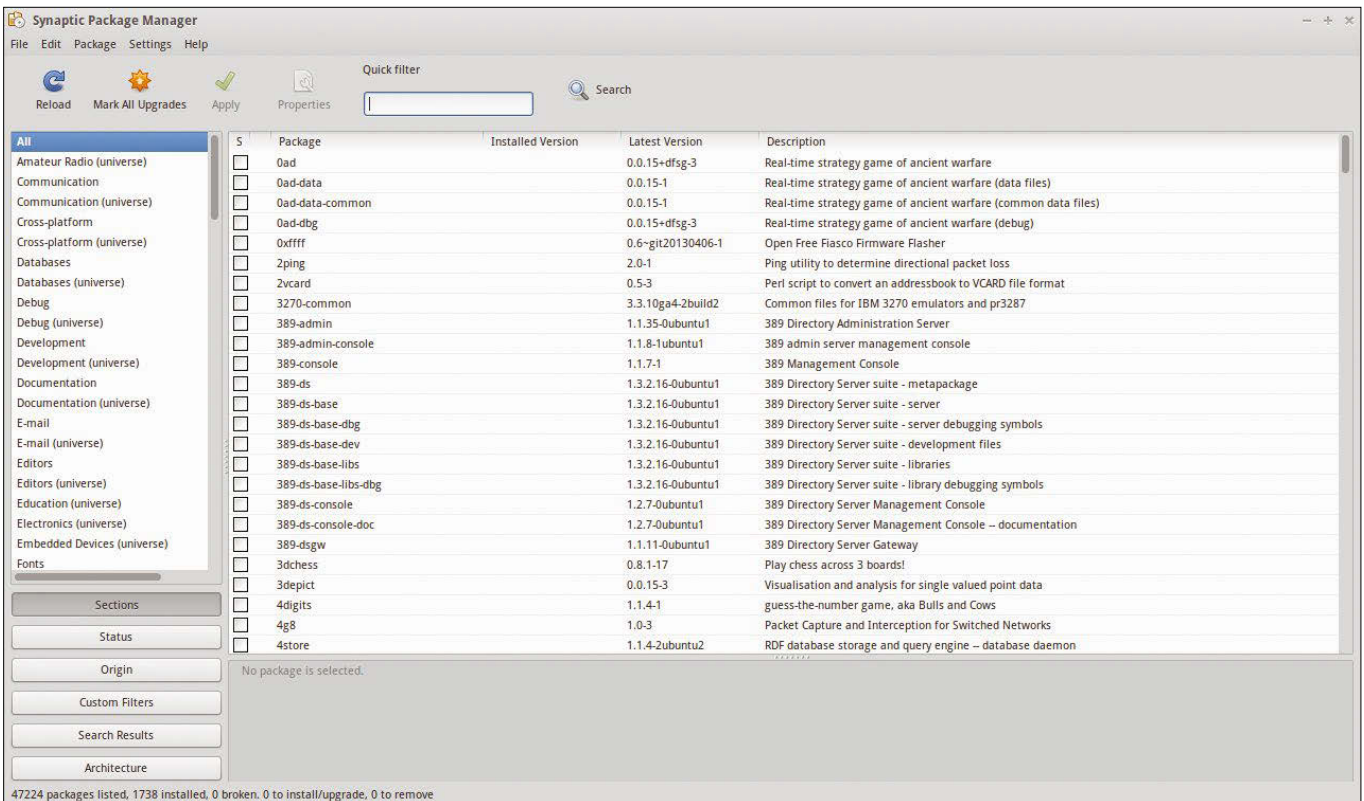 Synaptic Package Manager
File Edit Package Settings Help
Quick filter
Reload Mark All Upgrades Apply Properties Search
All
Amateur Radio (universe)
Communication
Communication (universe)
Cross-platform
Cross-platform (universe)
Databases
Databases (universe)
Debug
Debug (universe)
Development
Development (universe)
Documentation
Documentation (universe)
E-mail
E-mail (universe)
Editors
Editors (universe)
Education (universe)
Electronics (universe)
Embedded Devices (universe)
Fonts
Sections
Status
Origin
Custom Filters
Search Results
Architecture
S Package Installed Version Latest Version Description
0ad 0.0.15+dfsg-3 Real-time strategy game of ancient warfare
0ad-data 0.0.15-1 Real-time strategy game of ancient warfare (data files)
0ad-data-common 0.0.15-1 Real-time strategy game of ancient warfare (common data files)
0ad-dbg 0.0.15+dfsg-3 Real-time strategy game of ancient warfare (debug)
0xffff 0.6~git20130406-1 Open Free Fiasco Firmware Flasher
2ping 2.0-1 Ping utility to determine directional packet loss
2vcard 0.5-3 Perl script to convert an addressbook to VCARD file format
3270-common 3.3.10ga4-2build2 Common files for IBM 3270 emulators and pr3287
389-admin 1.1.35-0ubuntu1 389 Directory Administration Server
389-admin-console 1.1.8-1ubuntu1 389 admin server management console
389-console 1.1.7-1 389 Management Console
389-ds 1.3.2.16-0ubuntu1 389 Directory Server suite - metapackage
389-ds-base 1.3.2.16-0ubuntu1 389 Directory Server suite - server
389-ds-base-dbg 1.3.2.16-0ubuntu1 389 Directory Server suite - server debugging symbols
389-ds-base-dev 1.3.2.16-0ubuntu1 389 Directory Server suite - development files
389-ds-base-libs 1.3.2.16-0ubuntu1 389 Directory Server suite - libraries
389-ds-base-libs-dbg 1.3.2.16-0ubuntu1 389 Directory Server suite - library debugging symbols
389-ds-console 1.2.7-0ubuntu1 389 Directory Server Management Console
389-ds-console-doc 1.2.7-0ubuntu1 389 Directory Server Management Console -- documentation
389-dsgw 1.1.11-0ubuntu1 389 Directory Server Gateway
3dchess 0.8.1-17 Play chess across 3 boards!
3depict 0.0.15-3 Visualisation and analysis for single valued point data
4digits 1.1.4-1 guess-the-number game, aka Bulls and Cows
4g8 1.0-3 Packet Capture and Interception for Switched Networks
4store 1.1.4-2ubuntu2 RDF database storage and query engine -- database daemon
No package is selected.
47224 packages listed, 1738 installed, 0 broken. 0 to install/upgrade, 0 to remove